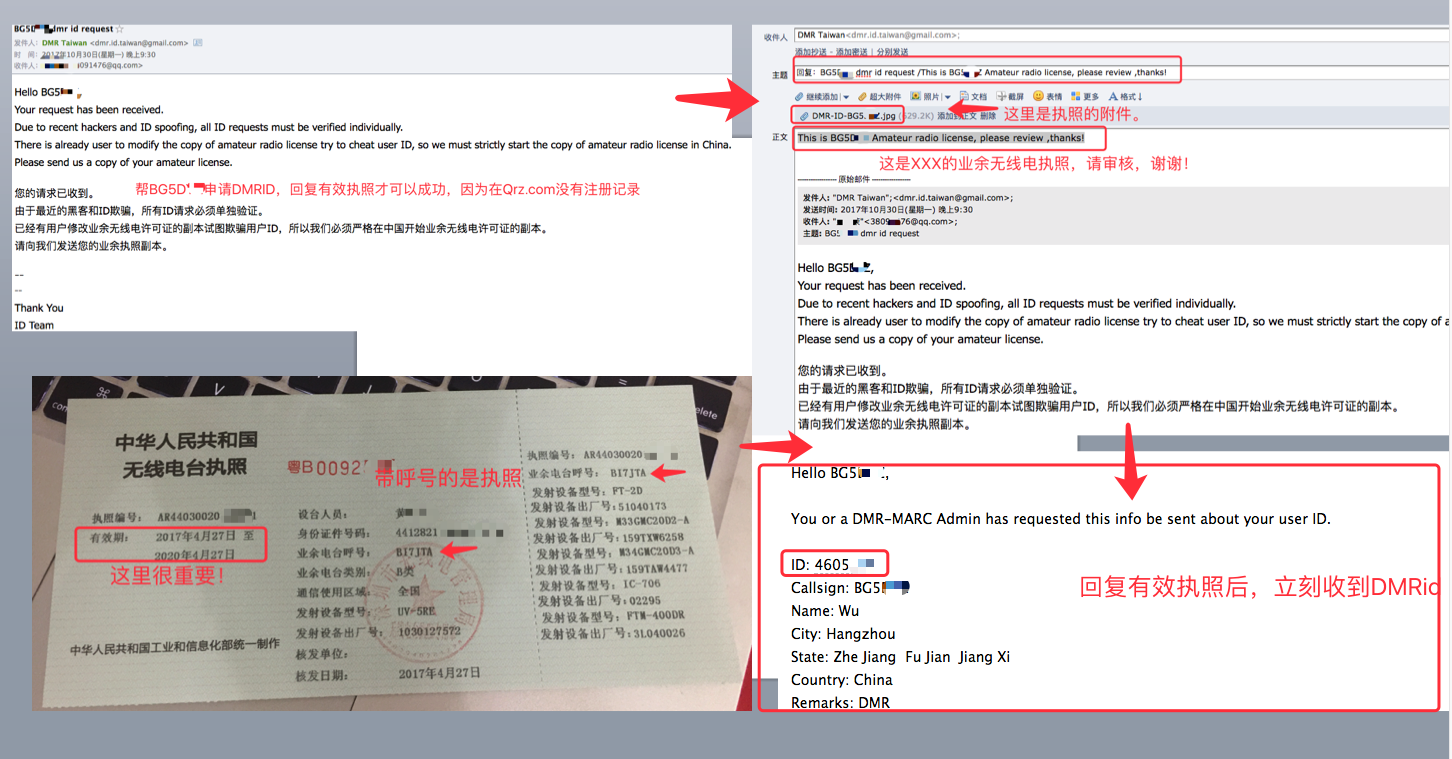 BG5D dmr id request
发件人：DMR Taiwan <dmr.id.taiwan@gmail.com>
时 间：2017年10月30日(星期一) 晚上9:30
收件人： 091476@qq.com>
Hello BG5
Your request has been received.
Due to recent hackers and ID spoofing, all ID requests must be verified individually.
There is already user to modify the copy of amateur radio license try to cheat user ID, so we must strictly start the copy of amateur radio license in China.
Please send us a copy of your amateur license.
您的请求已收到。
帮BG5D 申请DMRID，回复有效执照才可以成功，因为在Qrz.com没有注册记录
由于最近的黑客和ID欺骗，所有ID请求必须单独验证。
已经有用户修改业余无线电许可证的副本试图欺骗用户ID，所以我们必须严格在中国开始业余无线电许可证的副本。
请向我们发送您的业余执照副本。
--
--
Thank You
ID Team
收件人 DMR Taiwan<dmr.id.taiwan@gmail.com>;
添加抄送 - 添加密送 | 分别发送
主题 回复：BG5 dmr id request /This is BG5 Amateur radio license, please review ,thanks!
继续添加 | 超大附件 照片 | 文档 截屏 表情 更多 A 格式↓
DMR-ID-BG5. .jpg ( 29.2K) 添加到正文 删除
这里是执照的附件。
正文 This is BG5D Amateur radio license, please review ,thanks!
这是XXX的业余无线电执照，请审核，谢谢！
------------------ 原始邮件 ------------------
发件人: "DMR Taiwan";<dmr.id.taiwan@gmail.com>;
发送时间: 2017年10月30日(星期一) 晚上9:30
收件人: " "<3809 76@qq.com>;
主题: BG dmr id request
Hello BG5 ,
Your request has been received.
Due to recent hackers and ID spoofing, all ID requests must be verified individually.
There is already user to modify the copy of amateur radio license try to cheat user ID, so we must strictly start the copy of a
Please send us a copy of your amateur license.
您的请求已收到。
由于最近的黑客和ID欺骗，所有ID请求必须单独验证。
已经有用户修改业余无线电许可证的副本试图欺骗用户ID，所以我们必须严格在中国开始业余无线电许可证的副本。
请向我们发送您的业余执照副本。
delete
中华人民共和国
无线电台执照
粤B0092
带呼号的是执照
执照编号： AR44030020
有效期： 2017年4月27日 至
2020年4月27日
这里很重要！
中华人民共和国工业和信息化部统一制作
设台人员： 黄
身份证件号码： 4412821
业余电台呼号： BI7JTA
业余电台类别： B类
通信使用区域： 全国
发射设备型号： UV-5RE
发射设备出厂号： 1030127572
核发单位：
核发日期： 2017年4月27日
执照编号： AR44030020
业余电台呼号： BI7JTA
发射设备型号：FT-2D
发射设备出厂号：51040173
发射设备型号：M33GMC20D2-A
发射设备出厂号：159TXW6258
发射设备型号：M34GMC20D3-A
发射设备出厂号：159TAW4477
发射设备型号：IC-706
发射设备出厂号：02295
发射设备型号：FTM-400DR
发射设备出厂号：3L040026
Hello BG5 ,
You or a DMR-MARC Admin has requested this info be sent about your user ID.
ID: 4605
Callsign: BG5
Name: Wu
City: Hangzhou
State: Zhe Jiang Fu Jian Jiang Xi
Country: China
Remarks: DMR
回复有效执照后，立刻收到DMRid